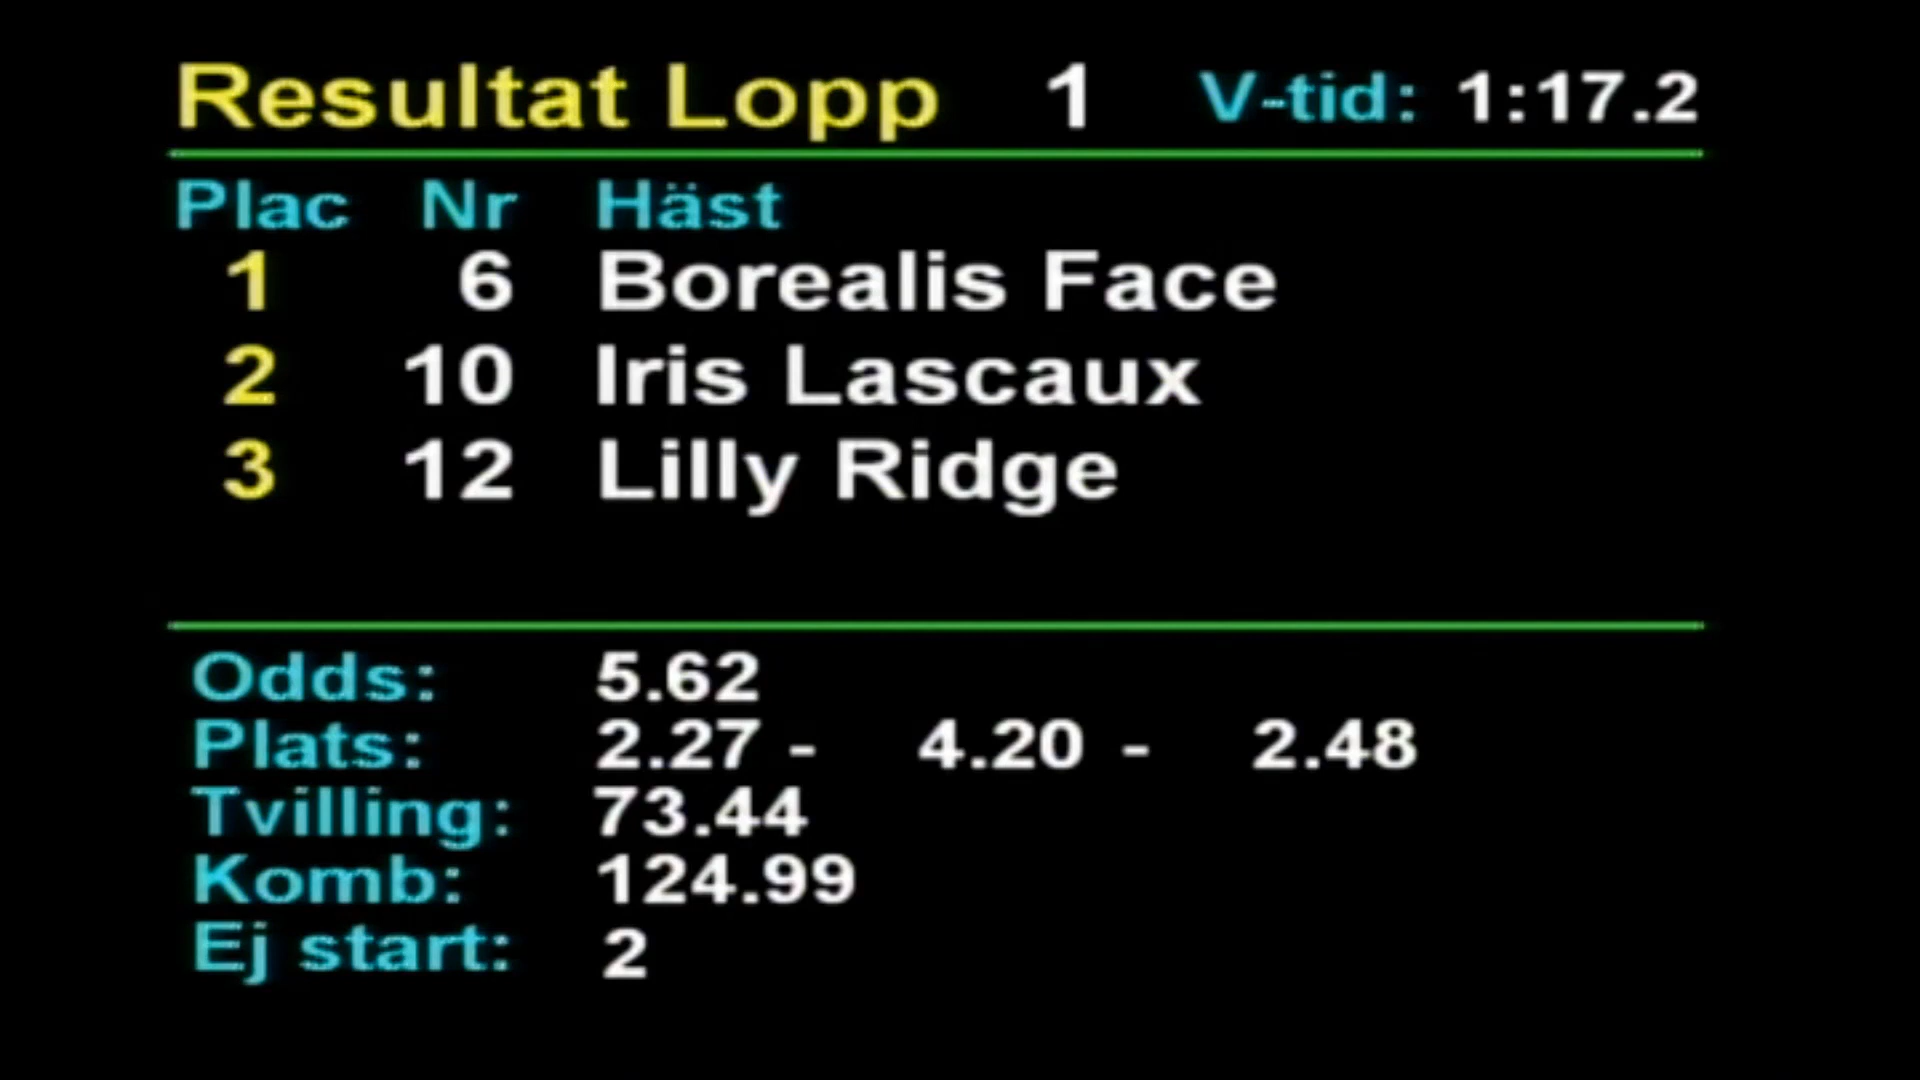 Resultat Lopp 1 V-tid: 1:17.2
Plac Nr Häst
1 6 Borealis Face
2 10 Iris Lascaux
3 12 Lilly Ridge
Odds: 5.62
Plats: 2.27 - 4.20 - 2.48
Tvilling: 73.44
Komb: 124.99
Ej start: 2